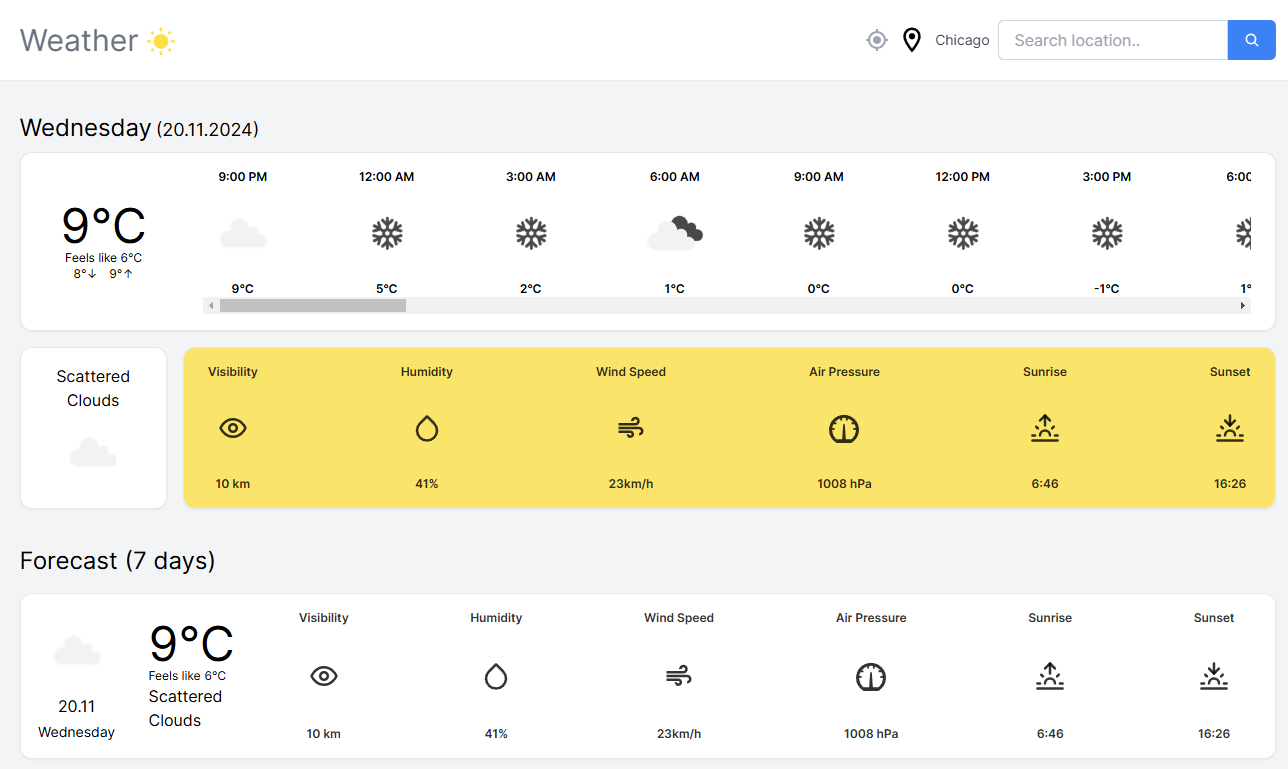 Weather
Chicago Search location..
Wednesday (20.11.2024)
9:00 PM 12:00 AM 3:00 AM 6:00 AM 9:00 AM 12:00 PM 3:00 PM 6:00
9°C
Feels like 6°C
8°↓ 9°↑
9°C 5°C 2°C 1°C 0°C 0°C -1°C 1°
Scattered
Clouds
Visibility Humidity Wind Speed Air Pressure Sunrise Sunset
10 km 41% 23km/h 1008 hPa 6:46 16:26
Forecast (7 days)
Visibility Humidity Wind Speed Air Pressure Sunrise Sunset
9°C
Feels like 6°C
Scattered
Clouds
20.11
Wednesday
10 km 41% 23km/h 1008 hPa 6:46 16:26